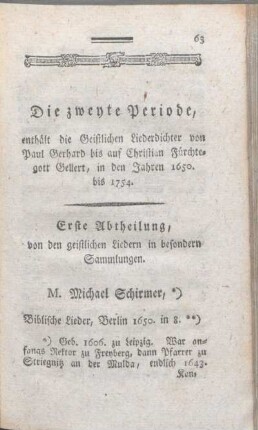 63
Die zweyte Periode,
enthält die Geistlichen Liederdichter von
Paul Gerhard bis auf Christian Fürchte-
gott Gellert, in den Jahren 1650.
bis 1754.
Erste Abtheilung,
von den geistlichen Liedern in besondern
Sammlungen.
M. Michael Schirmer, *)
Biblische Lieder, Berlin 1650. in 8. **)
*) Geb. 1606. zu Leipzig. War an-
fangs Rektor zu Freyberg, dann Pfarrer zu
Striegnitz an der Mulda, endlich 1643.
Kon-